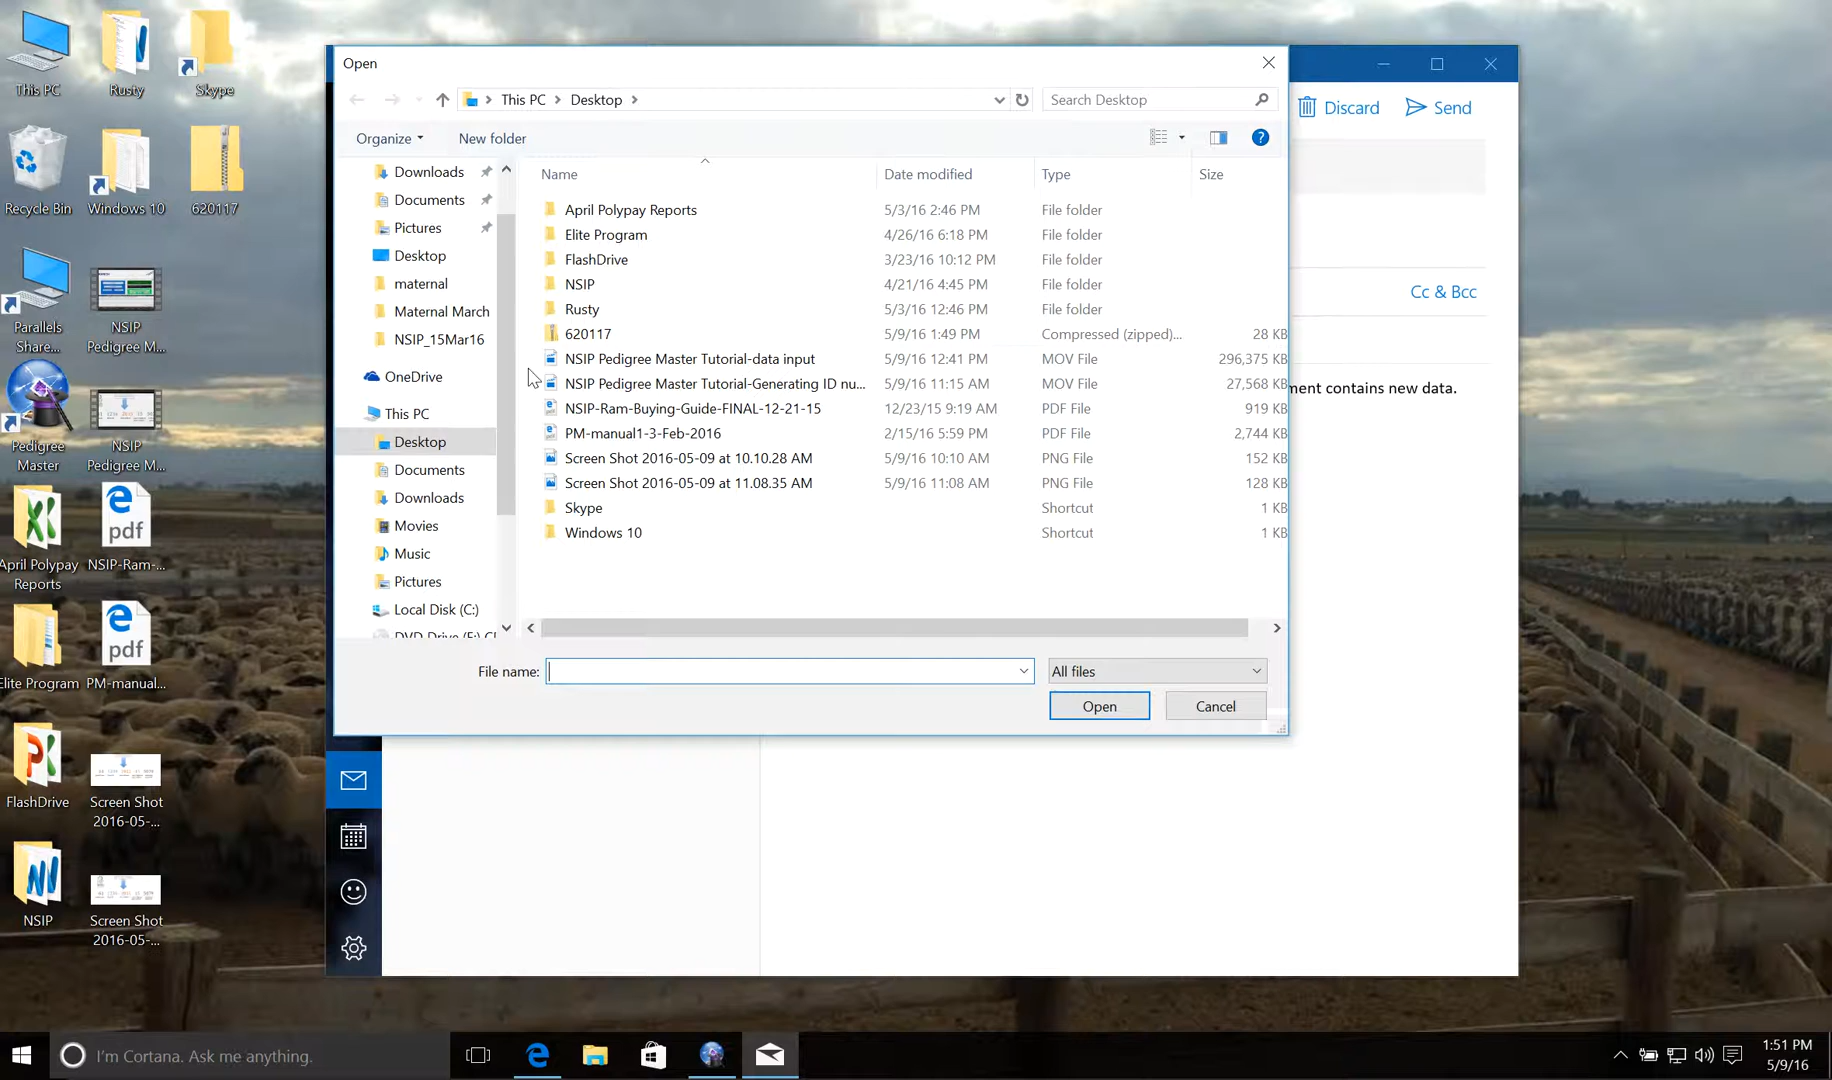 This PC
Rusty
Skype
Recycle Bin
Windows 10
620117
Parallels
Share...
NSIP
Pedigree M...
Pedigree
Master
NSIP
Pedigree M...
April Polypay
Reports
NSIP-Ram-...
pdf
Elite Program
PM-manual...
pdf
FlashDrive
Screen Shot
2016-05-...
NSIP
Screen Shot
2016-05-...
Open
This PC
Desktop
Search Desktop
Organize
New folder
Downloads
Documents
Pictures
Desktop
maternal
Maternal March
NSIP_15Mar16
OneDrive
This PC
Desktop
Documents
Downloads
Movies
Music
Pictures
Local Disk (C:)
Name Date modified Type Size
April Polypay Reports 5/3/16 2:46 PM File folder
Elite Program 4/26/16 6:18 PM File folder
FlashDrive 3/23/16 10:12 PM File folder
NSIP 4/21/16 4:45 PM File folder
Rusty 5/3/16 12:46 PM File folder
620117 5/9/16 1:49 PM Compressed (zipped)... 28 KB
NSIP Pedigree Master Tutorial-data input 5/9/16 12:41 PM MOV File 296,375 KB
NSIP Pedigree Master Tutorial-Generating ID nu... 5/9/16 11:15 AM MOV File 27,568 KB
NSIP-Ram-Buying-Guide-FINAL-12-21-15 12/23/15 9:19 AM PDF File 919 KB
PM-manual1-3-Feb-2016 2/15/16 5:59 PM PDF File 2,744 KB
Screen Shot 2016-05-09 at 10.10.28 AM 5/9/16 10:10 AM PNG File 152 KB
Screen Shot 2016-05-09 at 11.08.35 AM 5/9/16 11:08 AM PNG File 128 KB
Skype Shortcut 1 KB
Windows 10 Shortcut 1 KB
File name:
All files
Open
Cancel
Discard
Send
Cc & Bcc
ment contains new data.
I'm Cortana. Ask me anything.
1:51 PM
5/9/16